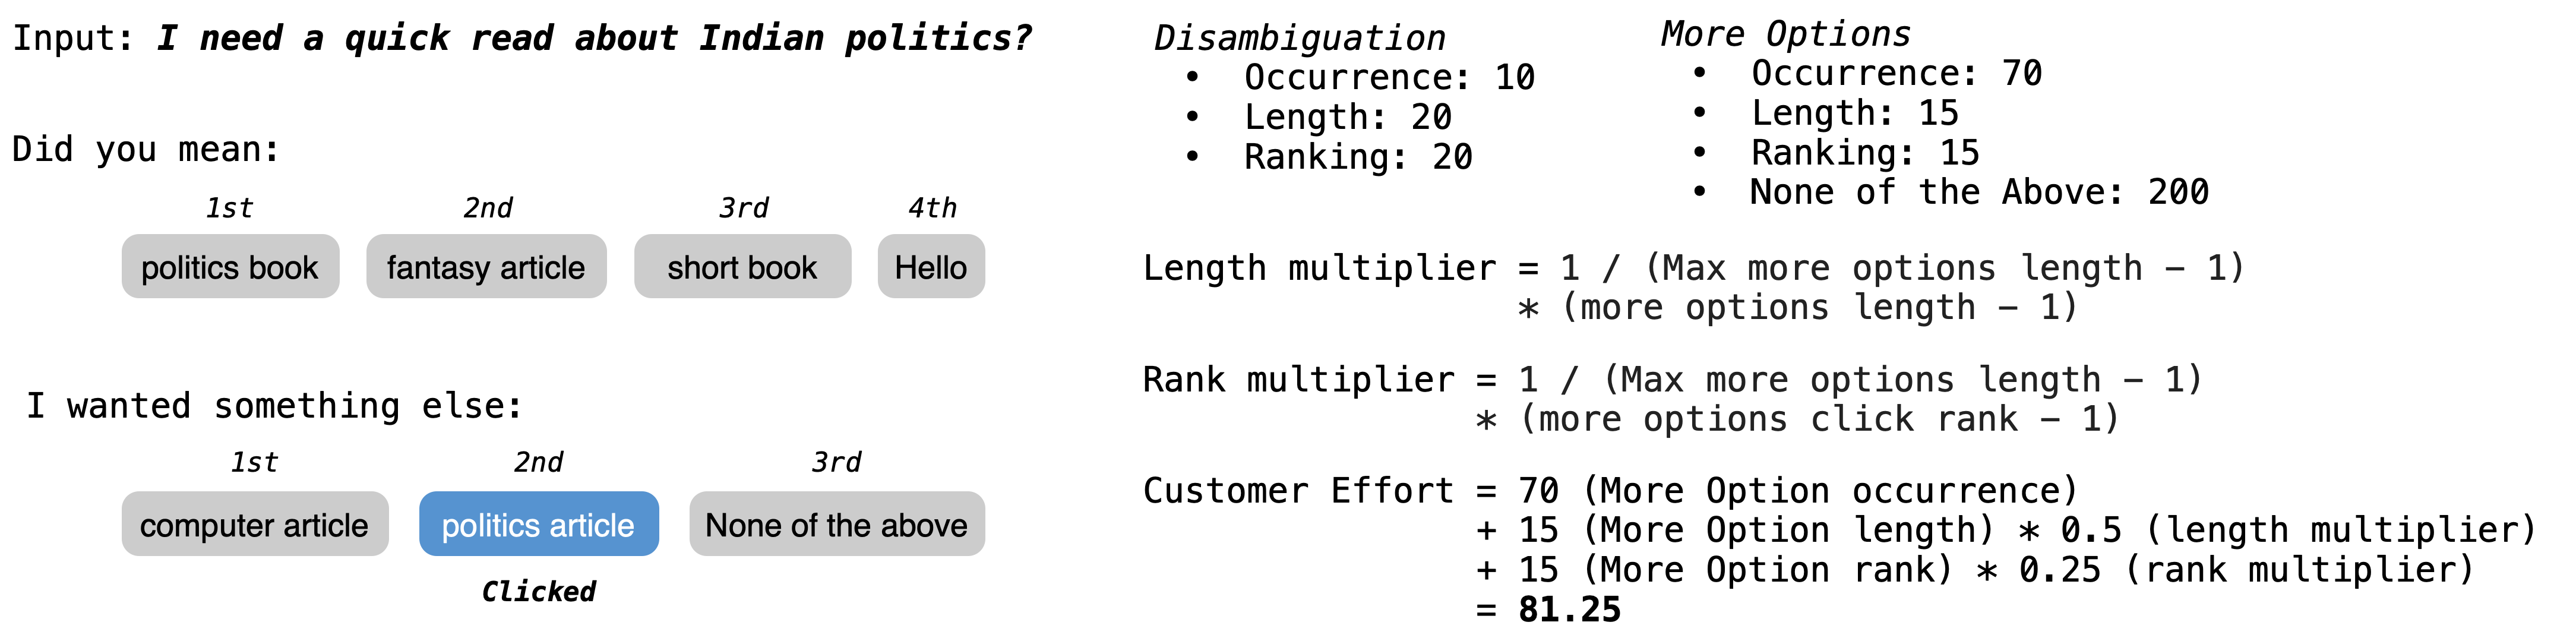 Input: I need a quick read about Indian politics?
Did you mean:
1st
2nd
3rd
4th
politics book
fantasy article
short book
Hello
I wanted something else:
1st
2nd
3rd
computer article
politics article
None of the above
Clicked
Disambiguation
• Occurrence: 10
• Length: 20
• Ranking: 20
More Options
• Occurrence: 70
• Length: 15
• Ranking: 15
• None of the Above: 200
Length multiplier = 1 / (Max more options length - 1)
* (more options length - 1)
Rank multiplier = 1 / (Max more options length - 1)
* (more options click rank - 1)
Customer Effort = 70 (More Option occurrence)
+ 15 (More Option length) * 0.5 (length multiplier)
+ 15 (More Option rank) * 0.25 (rank multiplier)
= 81.25